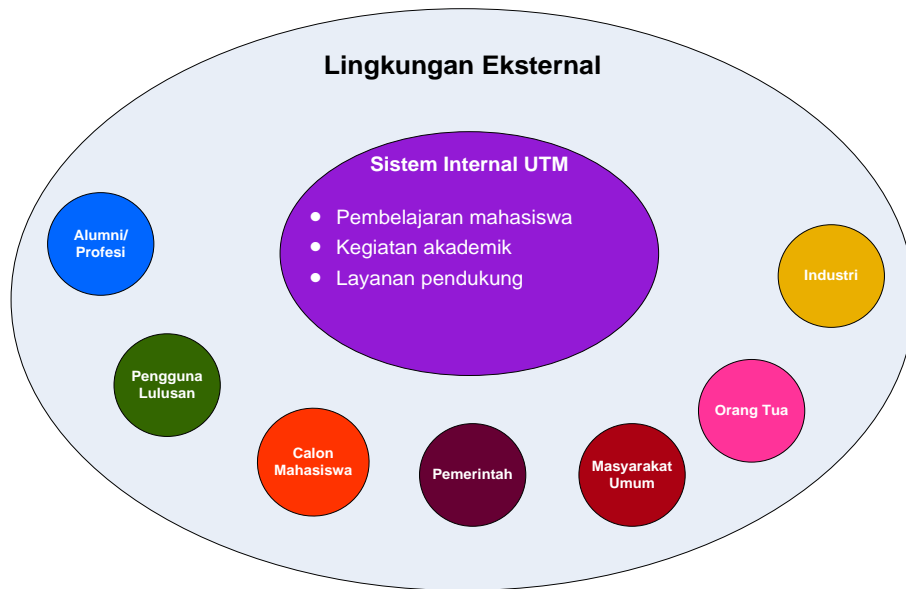 Lingkungan Eksternal
Sistem Internal UTM
● Pembelajaran mahasiswa
● Kegiatan akademik
● Layanan pendukung
Alumni/
Profesi
Industri
Pengguna
Lulusan
Orang Tua
Calon
Mahasiswa
Pemerintah
Masyarakat
Umum